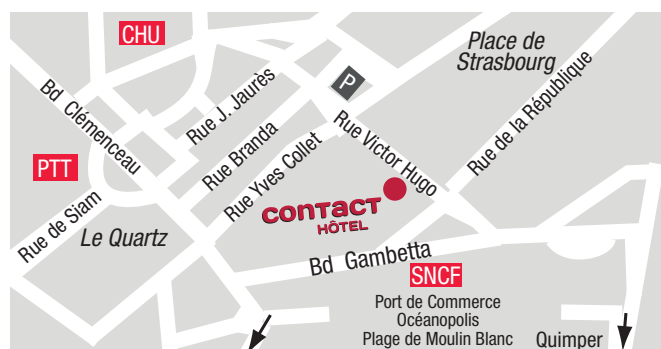 CHU
Place de
Strasbourg
P
Bd Clémenceau
Rue J. Jaurès
Rue de la République
Rue Branda
Rue Victor Hugo
PTT
Rue Yves Collet
Rue de Siam
CONTACT
HÔTEL
Le Quartz
Bd Gambetta
SNCF
Port de Commerce
Océanopolis
Plage de Moulin Blanc
Quimper